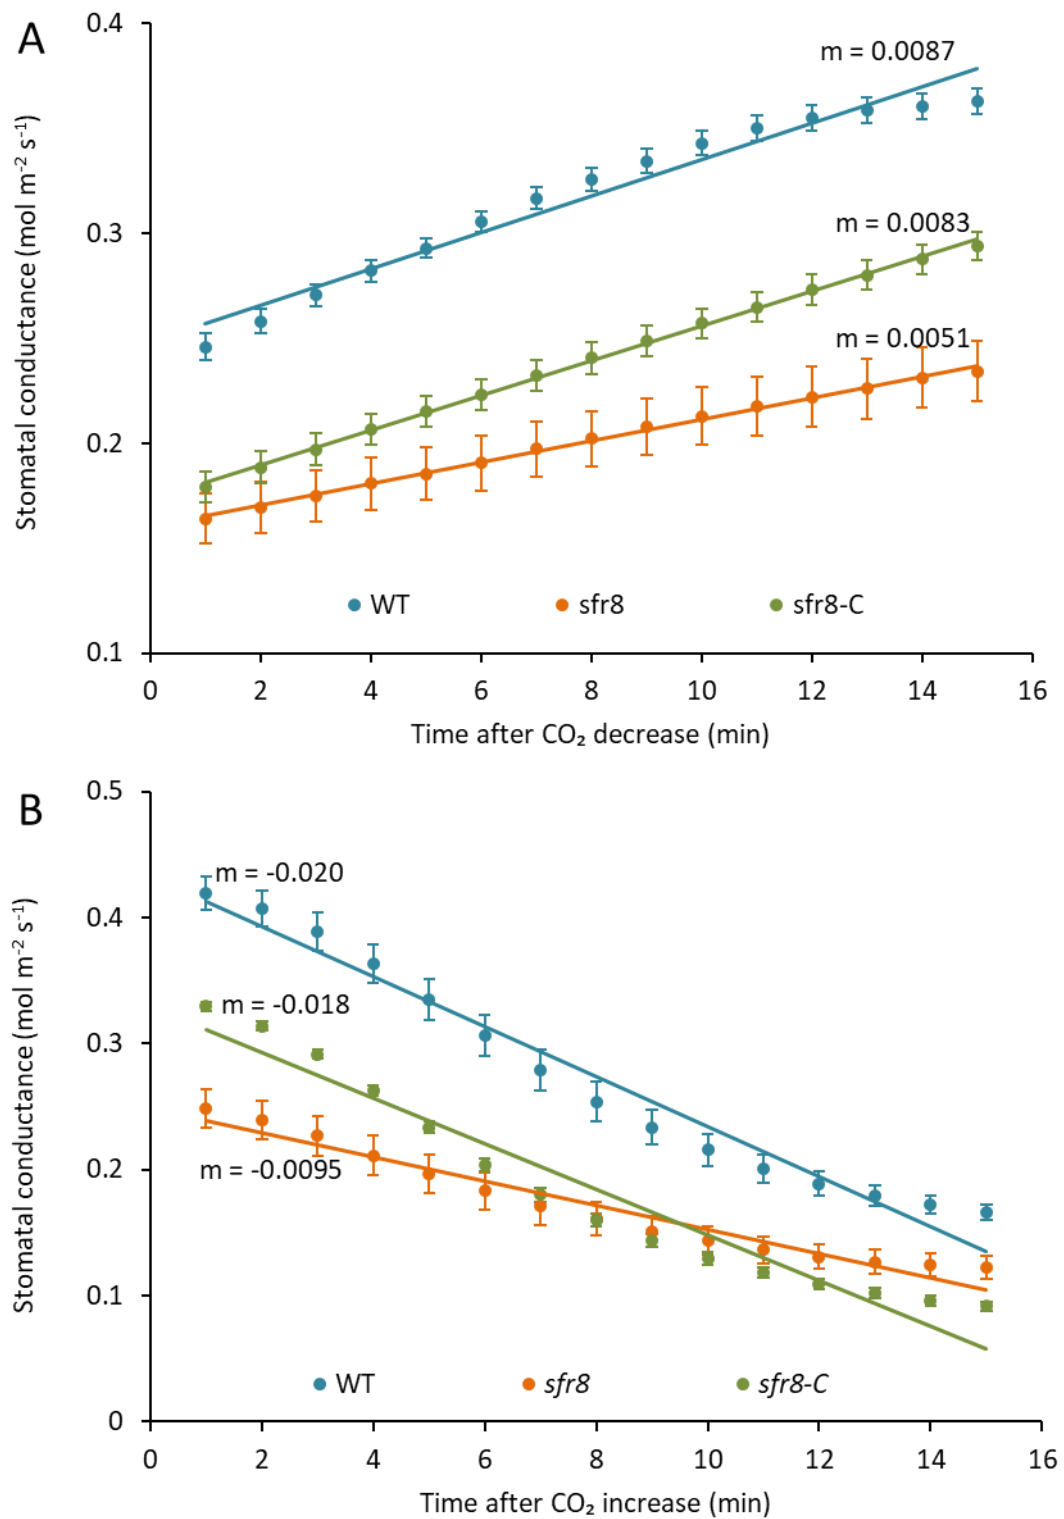 A
0.4
m = 0.0087
0.3
m = 0.0083
m = 0.0051
0.2
0.1
Stomatal conductance (mol m⁻² s⁻¹)
WT sfr8 sfr8-C
0 2 4 6 8 10 12 14 16
Time after CO₂ decrease (min)
B
0.5
m = -0.020
0.4
m = -0.018
0.3
0.2
m = -0.0095
0.1
0
Stomatal conductance (mol m⁻² s⁻¹)
WT sfr8 sfr8-C
0 2 4 6 8 10 12 14 16
Time after CO₂ increase (min)